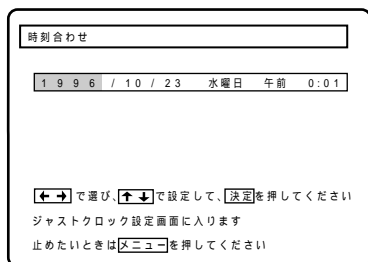 時刻合わせ
1996/10/23 水曜日 午前 0:01
←→で選び、↑↓で設定して、決定を押してください
ジャストクロック設定画面に入ります
止めたいときはメニューを押してください